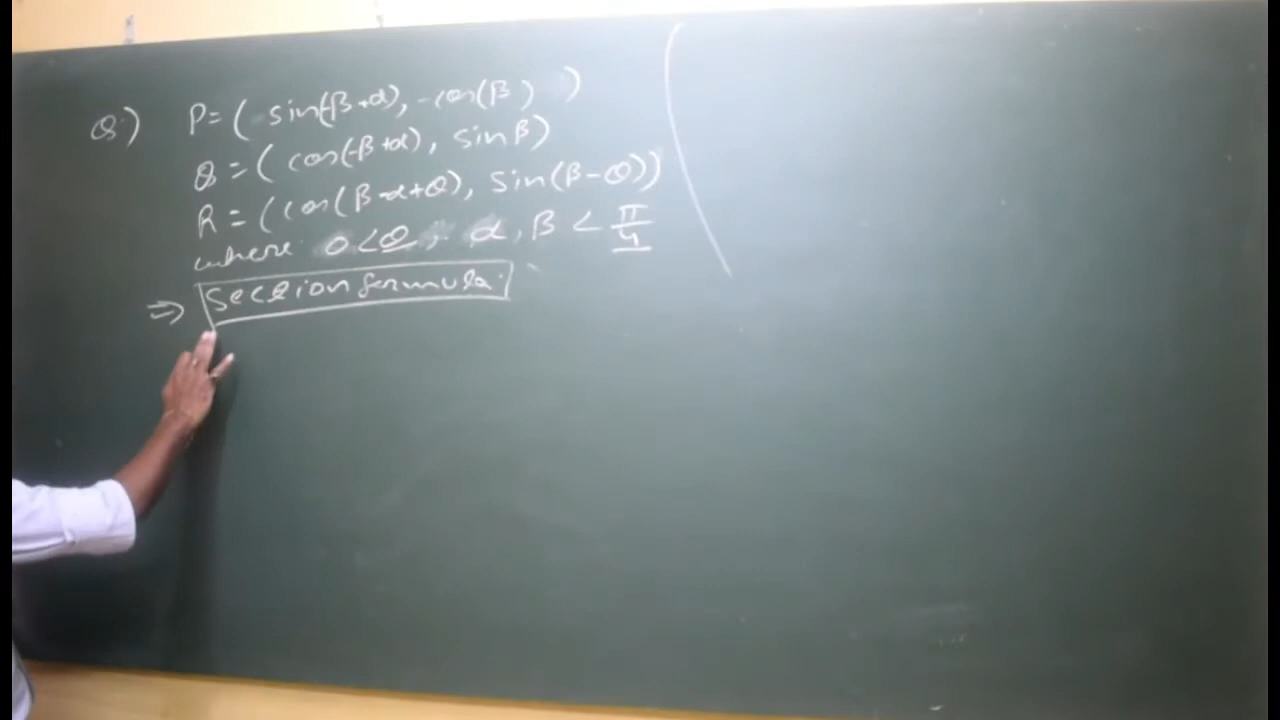 Q.) P = ( sin(-β+α), -cos(β) )
Q = ( cos(-β+α), sin β)
R = (cos(β-α+θ), sin(β-θ))
where 0<θ, α, β < π/4
⇒ Section formula.